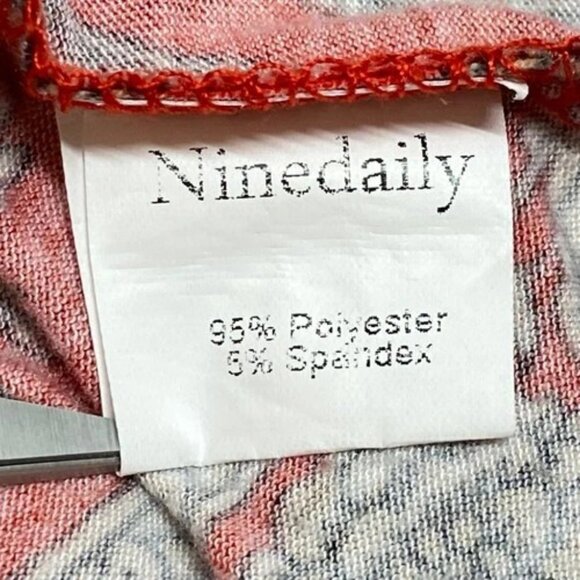 Ninedaily
95% Polyester
5% Spandex